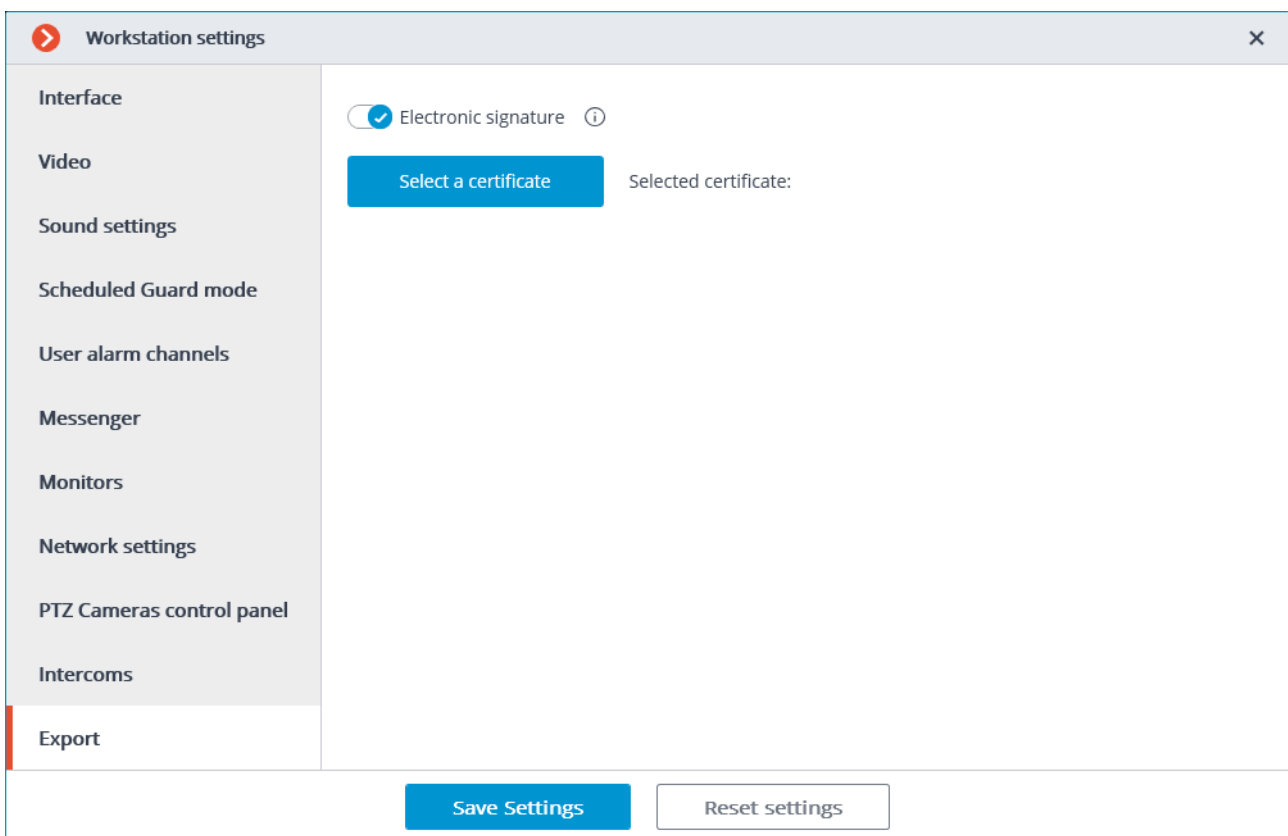 Workstation settings
Interface
Video
Sound settings
Scheduled Guard mode
User alarm channels
Messenger
Monitors
Network settings
PTZ Cameras control panel
Intercoms
Export
Electronic signature
Select a certificate
Selected certificate:
Save Settings
Reset settings